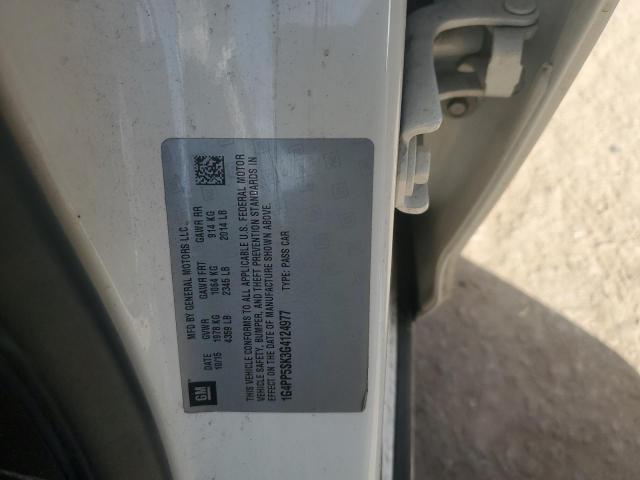 GM
MFD BY GENERAL MOTORS LLC
DATE GVWR GAWR FRT GAWR RR
10/15 1978 KG 1064 KG 914 KG
4359 LB 2345 LB 2014 LB
THIS VEHICLE CONFORMS TO ALL APPLICABLE U.S. FEDERAL MOTOR
VEHICLE SAFETY, BUMPER, AND THEFT PREVENTION STANDARDS IN
EFFECT ON THE DATE OF MANUFACTURE SHOWN ABOVE.
1G4PP5SK3G4124977 TYPE: PASS CAR